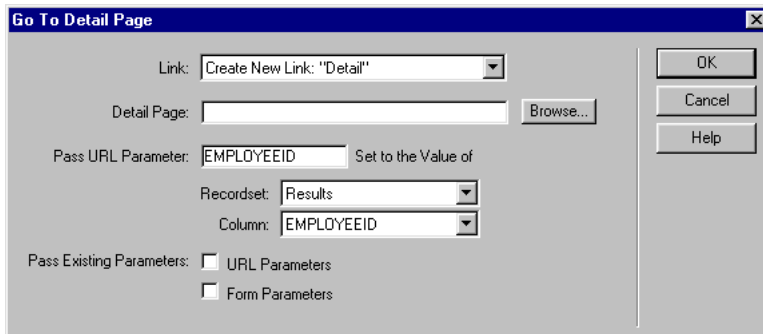 Go To Detail Page
Link: Create New Link: "Detail"
OK
Detail Page: Browse...
Cancel
Help
Pass URL Parameter: EMPLOYEEID Set to the Value of
Recordset: Results
Column: EMPLOYEEID
Pass Existing Parameters: URL Parameters
Form Parameters